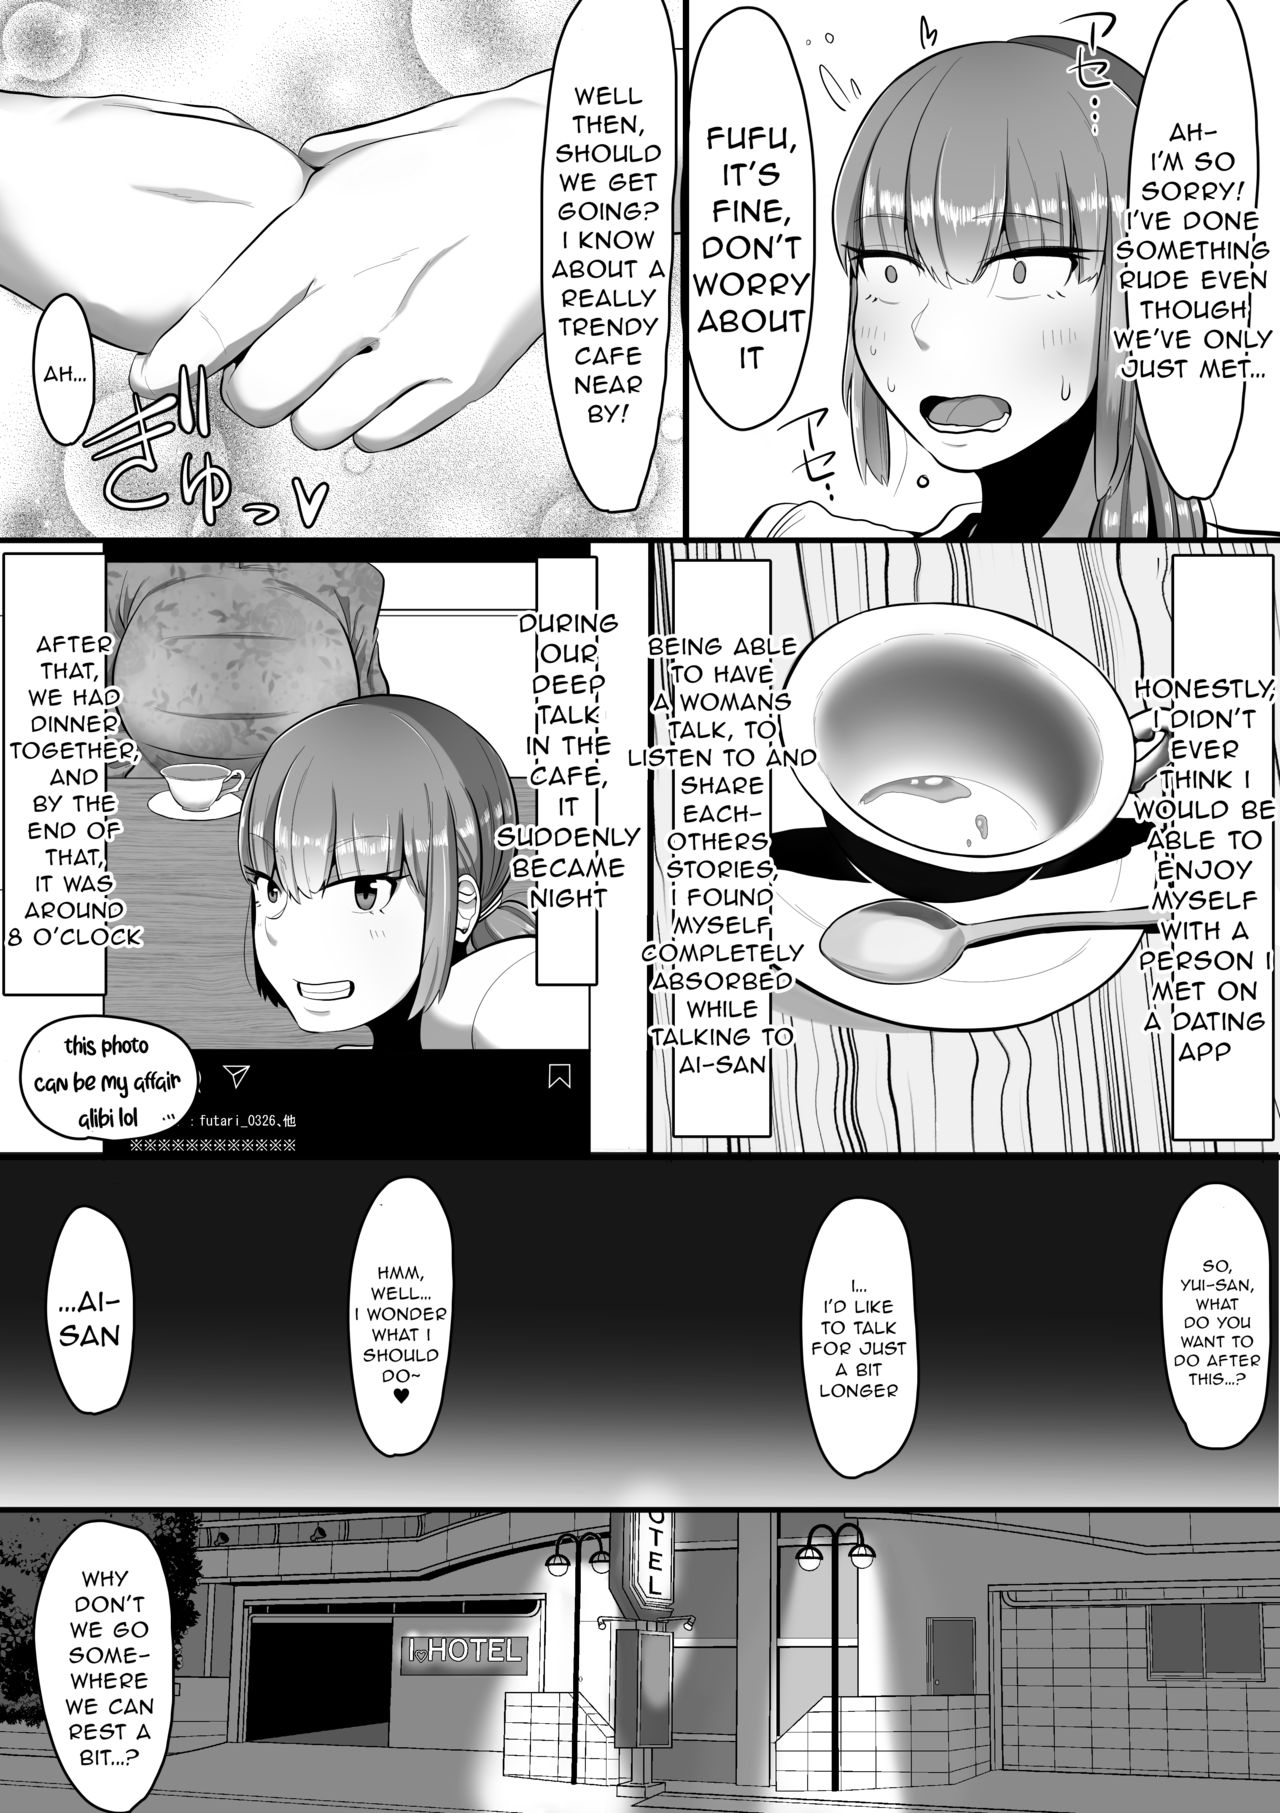 アセ…
AH-
I'M SO
SORRY!
I'VE DONE
SOMETHING
RUDE EVEN
THOUGH
WE'VE ONLY
JUST MET...
FUFU,
IT'S
FINE,
DON'T
WORRY
ABOUT
IT
アセ…
WELL
THEN,
SHOULD
WE GET
GOING?
I KNOW
ABOUT A
REALLY
TRENDY
CAFE
NEAR
BY!
AH...
ぎゅっ♡
HONESTLY,
I DIDN'T
EVER
THINK I
WOULD BE
ABLE TO
ENJOY
MYSELF
WITH A
PERSON I
MET ON
A DATING
APP
BEING ABLE
TO HAVE
A WOMANS
TALK, TO
LISTEN TO AND
SHARE
EACH-
OTHERS
STORIES,
I FOUND
MYSELF
COMPLETELY
ABSORBED
WHILE
TALKING TO
AI-SAN
DURING
OUR
DEEP
TALK
IN THE
CAFE,
IT
SUDDENLY
BECAME
NIGHT
AFTER
THAT,
WE HAD
DINNER
TOGETHER,
AND
BY THE
END OF
THAT,
IT WAS
AROUND
8 O'CLOCK
this photo
can be my affair
alibi lol ...
: futari_0326、他
※※※※※※※※※※※※
SO,
YUI-SAN,
WHAT
DO YOU
WANT TO
DO AFTER
THIS...?
I...
I'D LIKE
TO TALK
FOR JUST
A BIT
LONGER
HMM,
WELL...
I WONDER
WHAT I
SHOULD
DO~
♥
...AI-
SAN
OTEL
I♡HOTEL
WHY
DON'T
WE GO
SOME-
WHERE
WE CAN
REST A
BIT...?